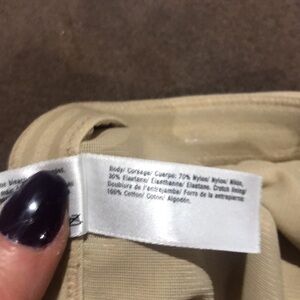 Body/ Corsage/ Cuerpo: 70% Nylon/ Nylon/ Nilón,
30% Elastane/ Élasthanne/ Elastane. Crotch lining/
Doublure de l'entrejambe/ Forro de la entrepierna:
100% Cotton/ Coton/ Algodón.